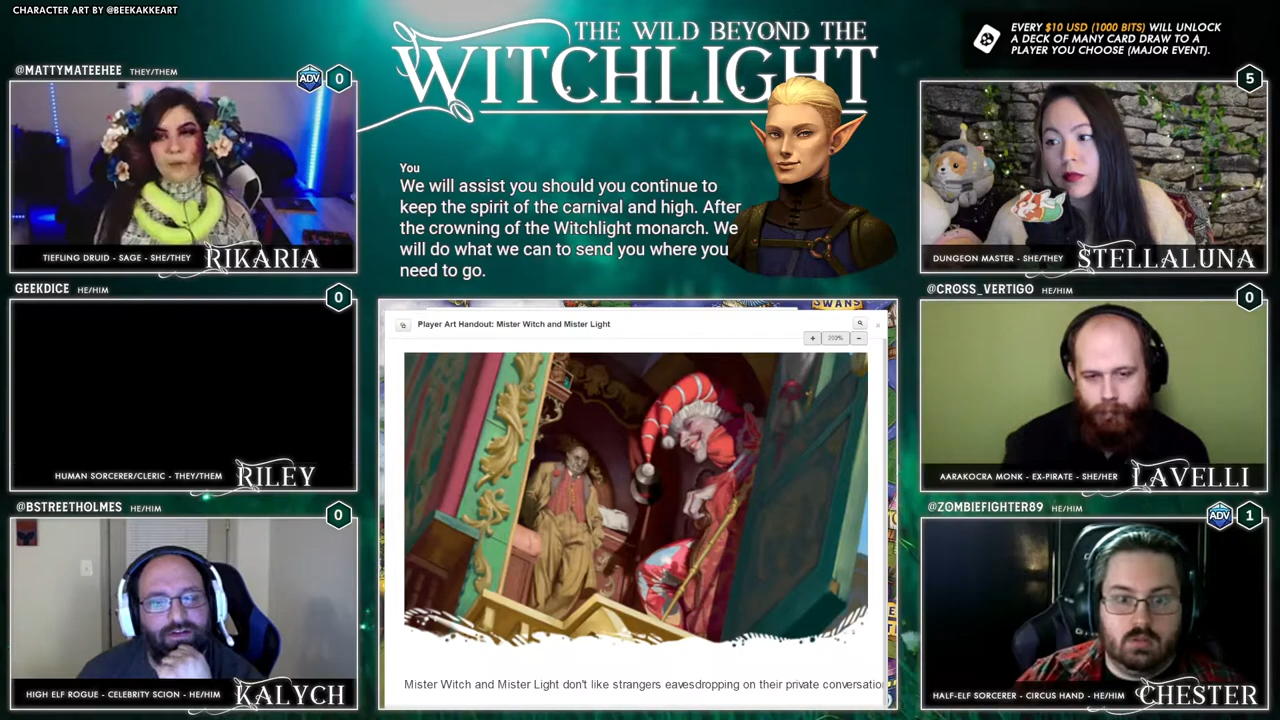 CHARACTER ART BY @BEEKAKKEART
THE WILD BEYOND THE
WITCHLIGHT
EVERY $10 USD (1000 BITS) WILL UNLOCK
A DECK OF MANY CARD DRAW TO A
PLAYER YOU CHOOSE (MAJOR EVENT).
@MATTYMATEEHEE THEY/THEM
ADV 0
TIEFLING DRUID - SAGE - SHE/THEY RIKARIA
You
We will assist you should you continue to
keep the spirit of the carnival and high. After
the crowning of the Witchlight monarch. We
will do what we can to send you where you
need to go.
5
DUNGEON MASTER - SHE/THEY STELLALUNA
GEEKDICE HE/HIM
0
HUMAN SORCERER/CLERIC - THEY/THEM RILEY
SWANS
Player Art Handout: Mister Witch and Mister Light
+ 200% -
Mister Witch and Mister Light don't like strangers eavesdropping on their private conversatio
@CROSS_VERTIGO HE/HIM
0
AARAKOCRA MONK - EX-PIRATE - SHE/HER LAVELLI
@BSTREETHOLMES HE/HIM
0
HIGH ELF ROGUE - CELEBRITY SCION - HE/HIM KALYCH
@ZOMBIEFIGHTER89 HE/HIM
ADV 1
HALF-ELF SORCERER - CIRCUS HAND - HE/HIM CHESTER